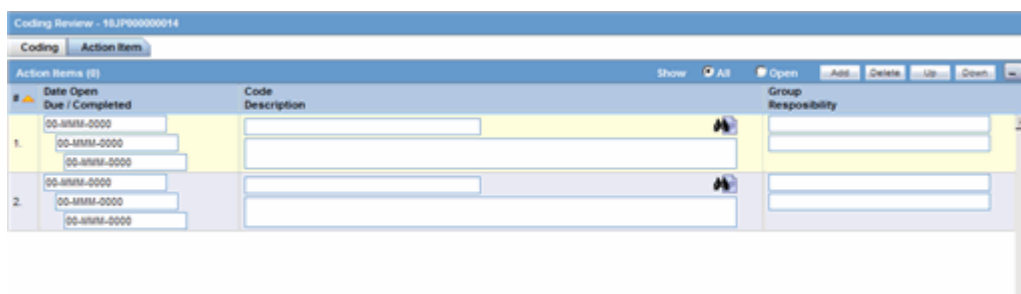 Coding Review - 10JP000000014
Coding Action Item
Action Items (0) Show All Open Add Delete Up Down
# Date Open Code Group
Due / Completed Description Resposibility
00-MMM-0000
1. 00-MMM-0000
00-MMM-0000
00-MMM-0000
2. 00-MMM-0000
00-MMM-0000